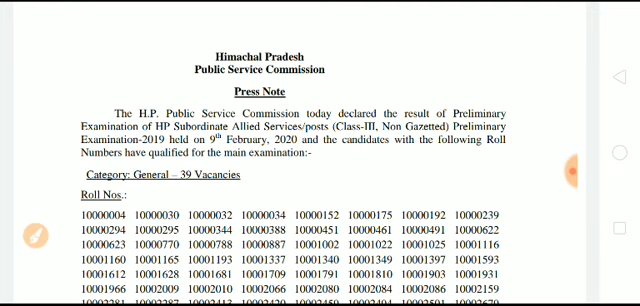 Himachal Pradesh
Public Service Commission
Press Note
The H.P. Public Service Commission today declared the result of Preliminary
Examination of HP Subordinate Allied Services/posts (Class-III, Non Gazetted) Preliminary
Examination-2019 held on 9th February, 2020 and the candidates with the following Roll
Numbers have qualified for the main examination:-
Category: General – 39 Vacancies
Roll Nos.:
10000004 10000030 10000032 10000034 10000152 10000175 10000192 10000239
10000294 10000295 10000344 10000388 10000451 10000461 10000491 10000622
10000623 10000770 10000788 10000887 10001002 10001022 10001025 10001116
10001160 10001165 10001193 10001337 10001340 10001349 10001397 10001593
10001612 10001628 10001681 10001709 10001791 10001810 10001903 10001931
10001966 10002009 10002010 10002066 10002080 10002084 10002086 10002159